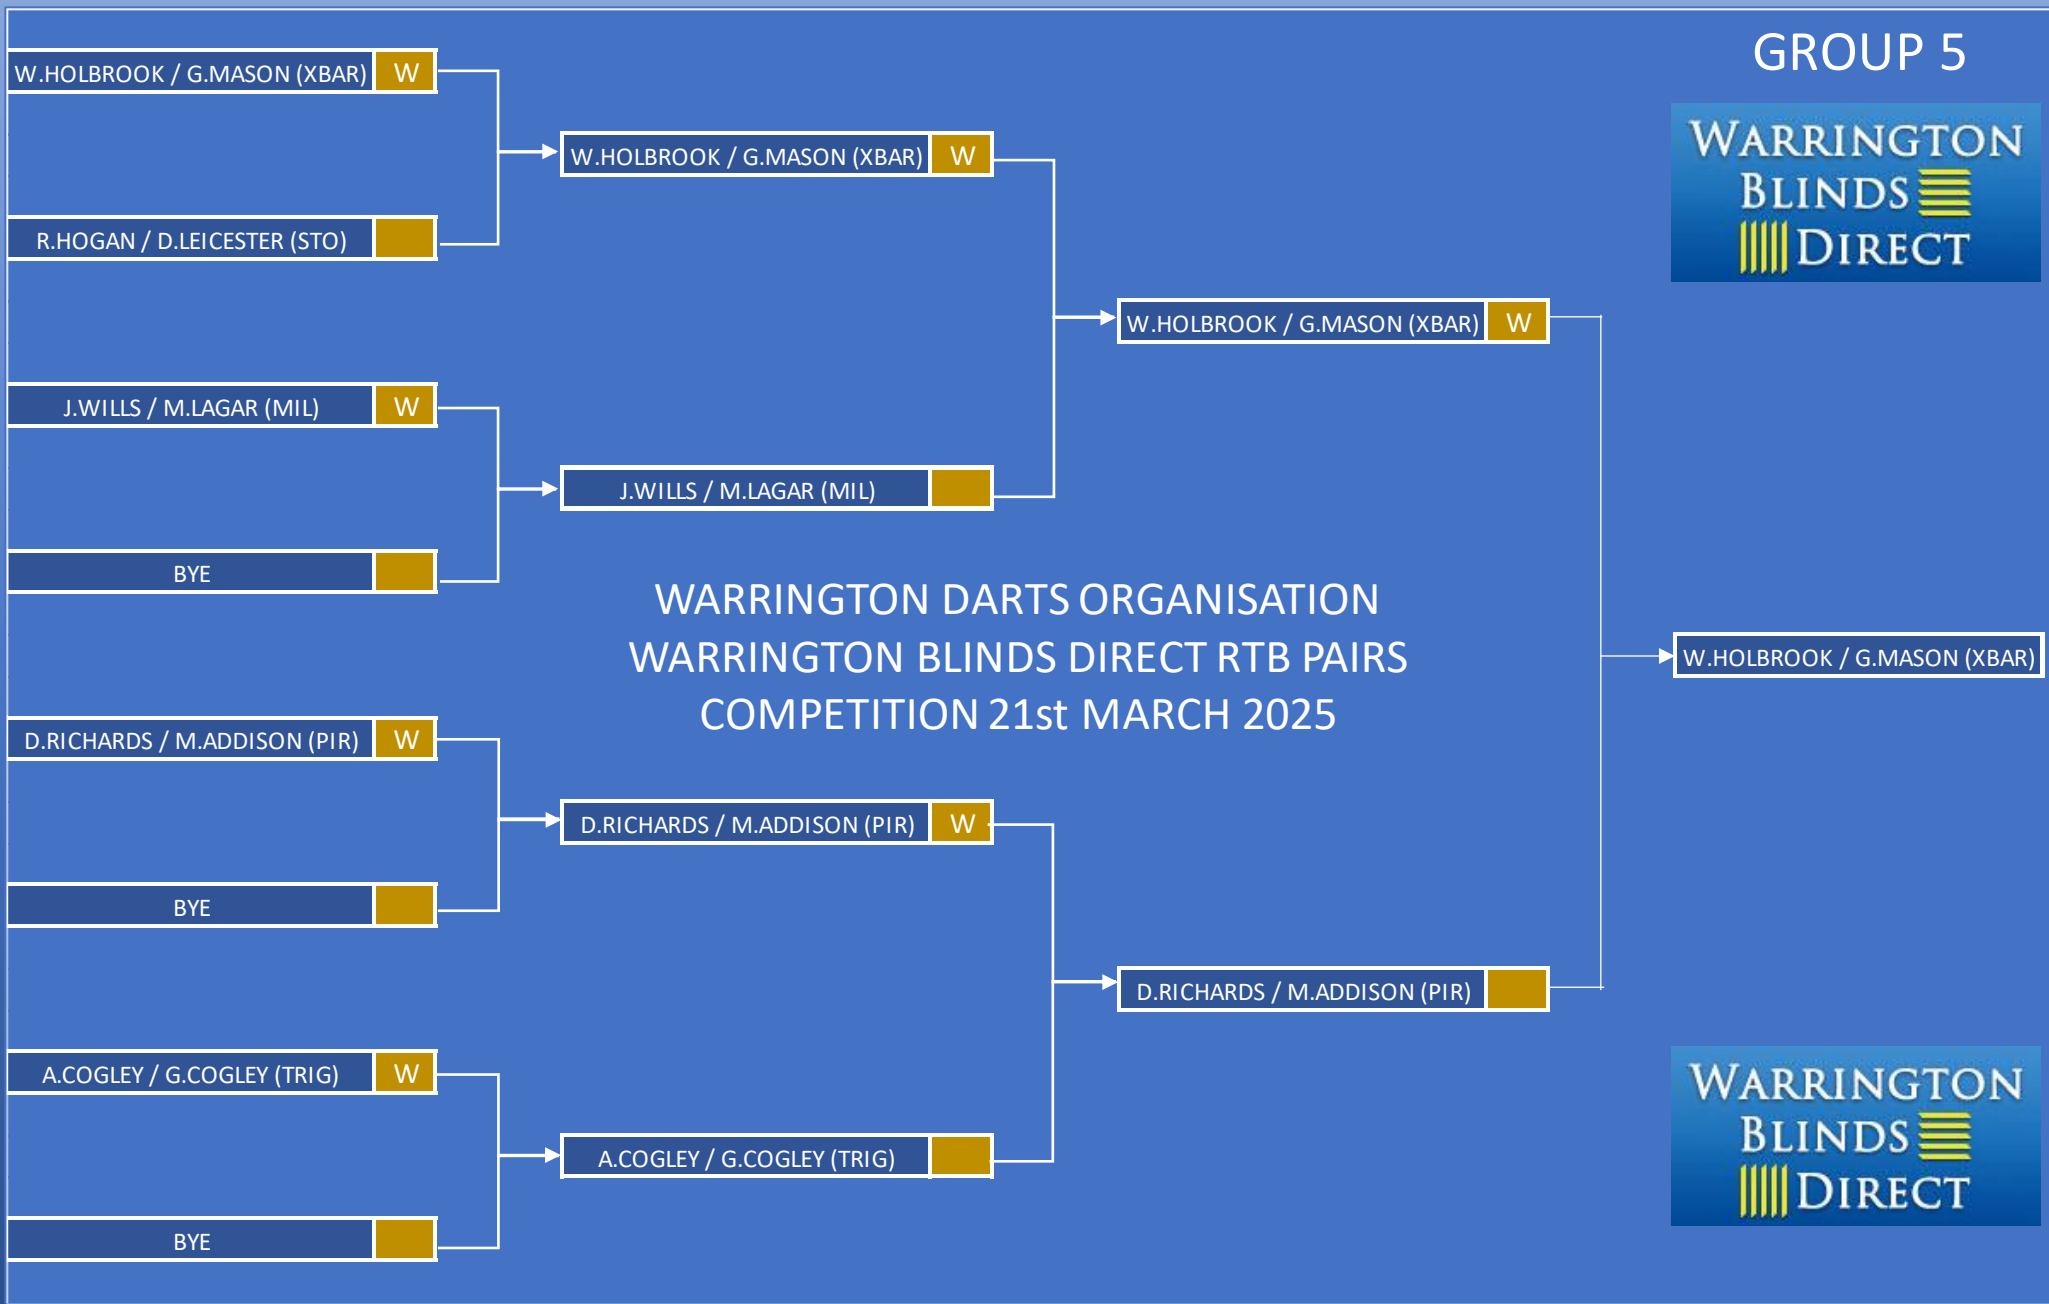 GROUP 5
WARRINGTON
BLINDS
DIRECT
W.HOLBROOK / G.MASON (XBAR) W
R.HOGAN / D.LEICESTER (STO)
J.WILLS / M.LAGAR (MIL) W
BYE
D.RICHARDS / M.ADDISON (PIR) W
BYE
A.COGLEY / G.COGLEY (TRIG) W
BYE
W.HOLBROOK / G.MASON (XBAR) W
J.WILLS / M.LAGAR (MIL)
WARRINGTON DARTS ORGANISATION
WARRINGTON BLINDS DIRECT RTB PAIRS
COMPETITION 21st MARCH 2025
D.RICHARDS / M.ADDISON (PIR) W
A.COGLEY / G.COGLEY (TRIG)
W.HOLBROOK / G.MASON (XBAR) W
D.RICHARDS / M.ADDISON (PIR)
W.HOLBROOK / G.MASON (XBAR)
WARRINGTON
BLINDS
DIRECT